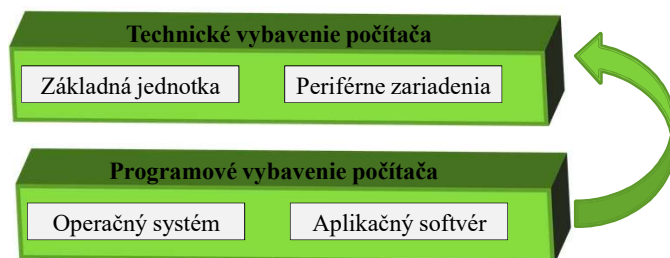 Technické vybavenie počítača
Základná jednotka
Periférne zariadenia
Programové vybavenie počítača
Operačný systém
Aplikačný softvér